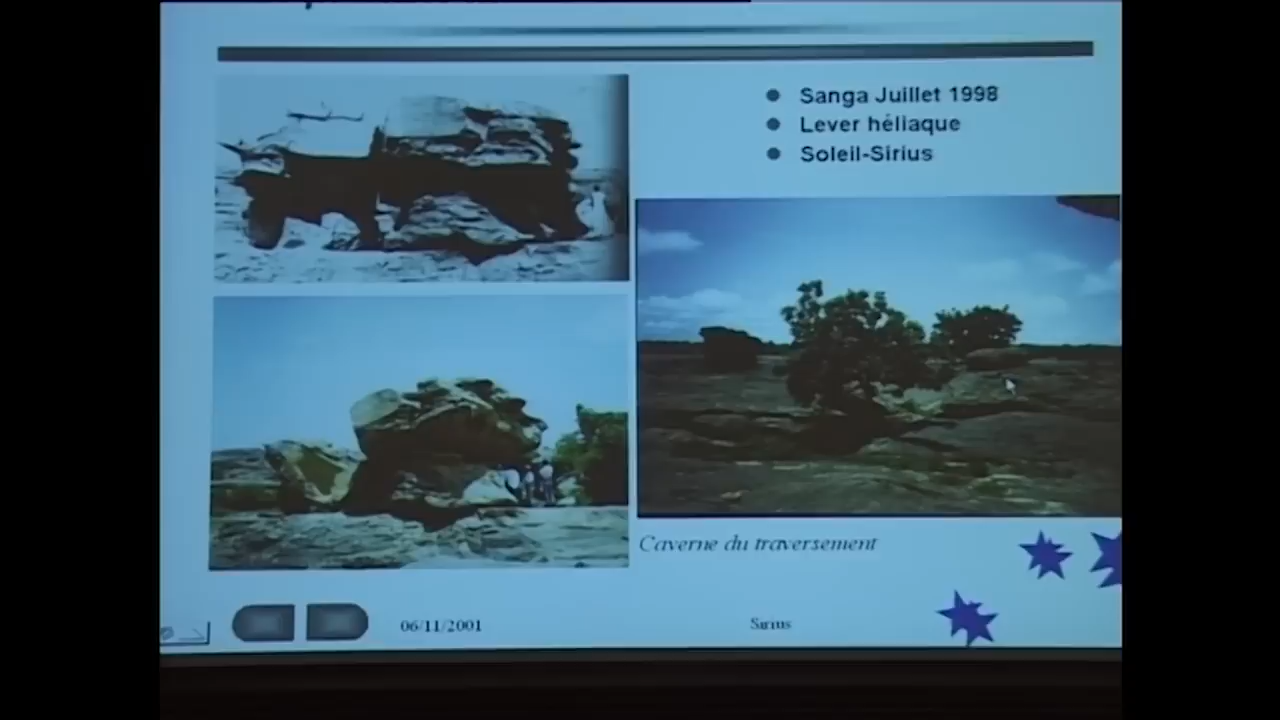 Sanga Juillet 1998
Lever héliaque
Soleil-Sirius
Caverne du traversement
06/11/2001
Sirius